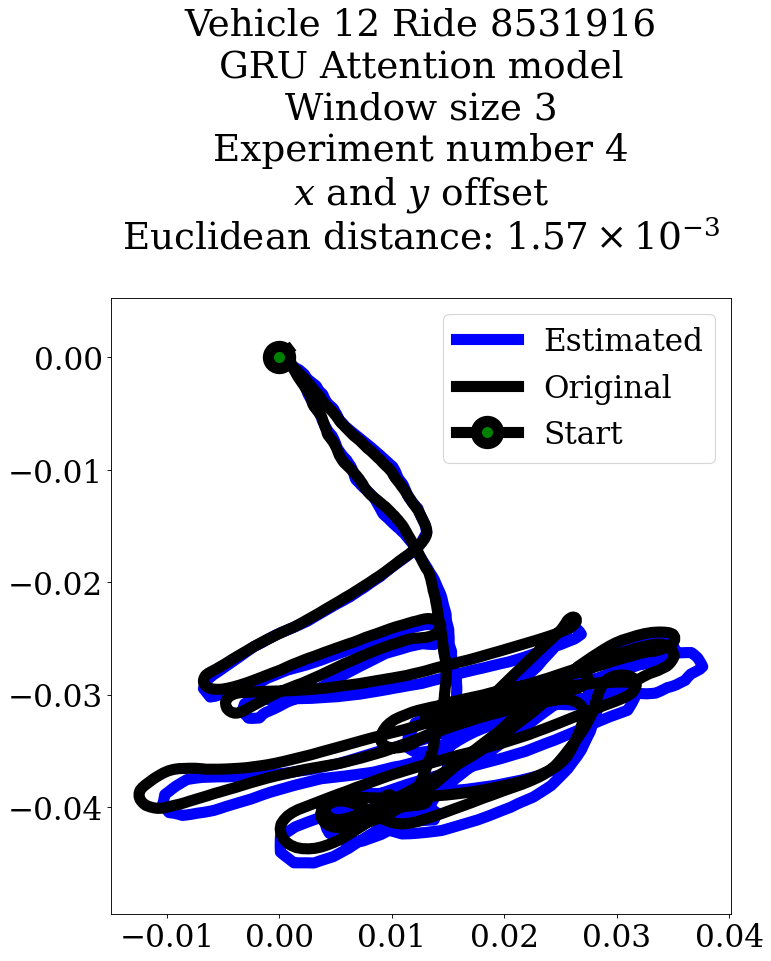 Vehicle 12 Ride 8531916
GRU Attention model
Window size 3
Experiment number 4
x and y offset
Euclidean distance: 1.57 × 10⁻³
Estimated
Original
Start
0.00
−0.01
−0.02
−0.03
−0.04
−0.01 0.00 0.01 0.02 0.03 0.04